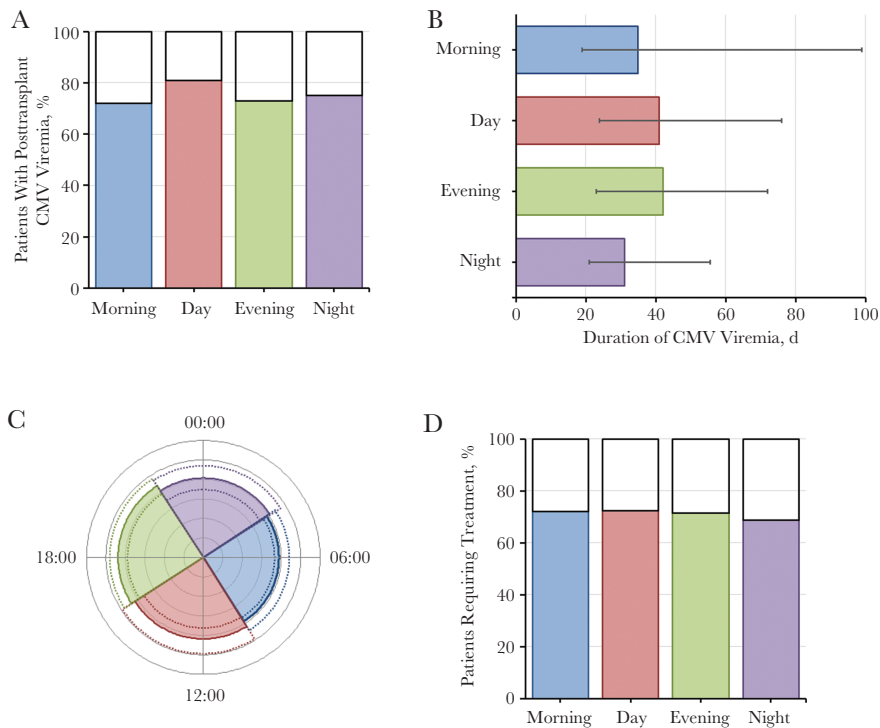 A
Patients With Posttransplant
CMV Viremia, %
100
80
60
40
20
0
Morning
Day
Evening
Night
B
Morning
Day
Evening
Night
0
20
40
60
80
100
Duration of CMV Viremia, d
C
00:00
18:00
06:00
12:00
D
Patients Requiring Treatment, %
100
80
60
40
20
0
Morning
Day
Evening
Night